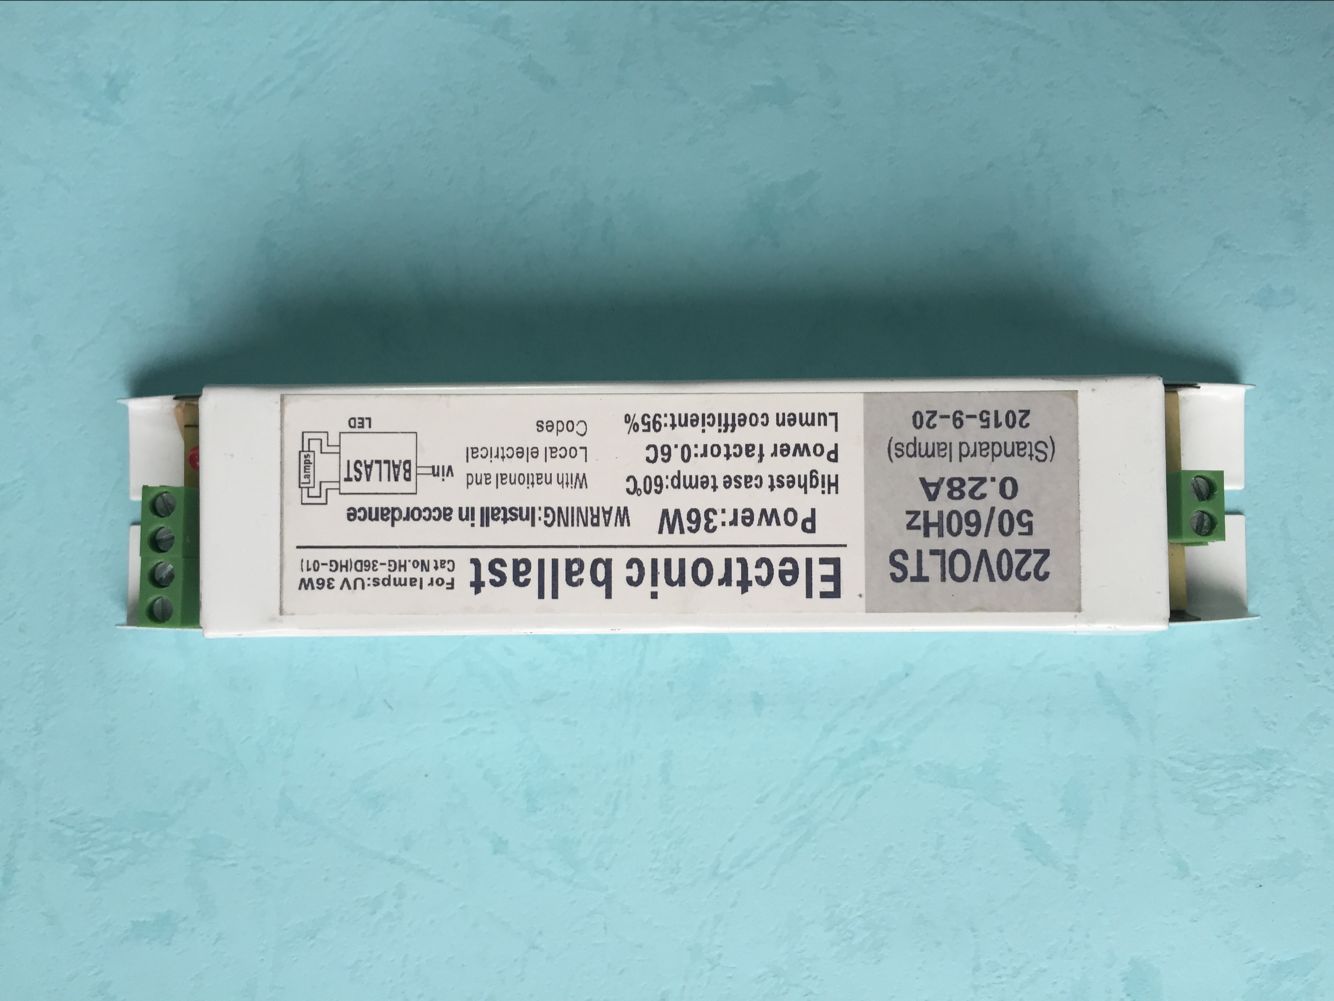 220VOLTS
50/60Hz
0.28A
(Standard lamps)
2015-9-20
Electronic ballast
For lamps:UV 36W
Cat No.HG-36D(HG-01)
Power:36W
Highest case temp:60℃
Power factor:0.6C
Lumen coefficient:95%
WARNING:Install in accordance
With national and
Local electrical
Codes
vin
BALLAST
Lamps
LED